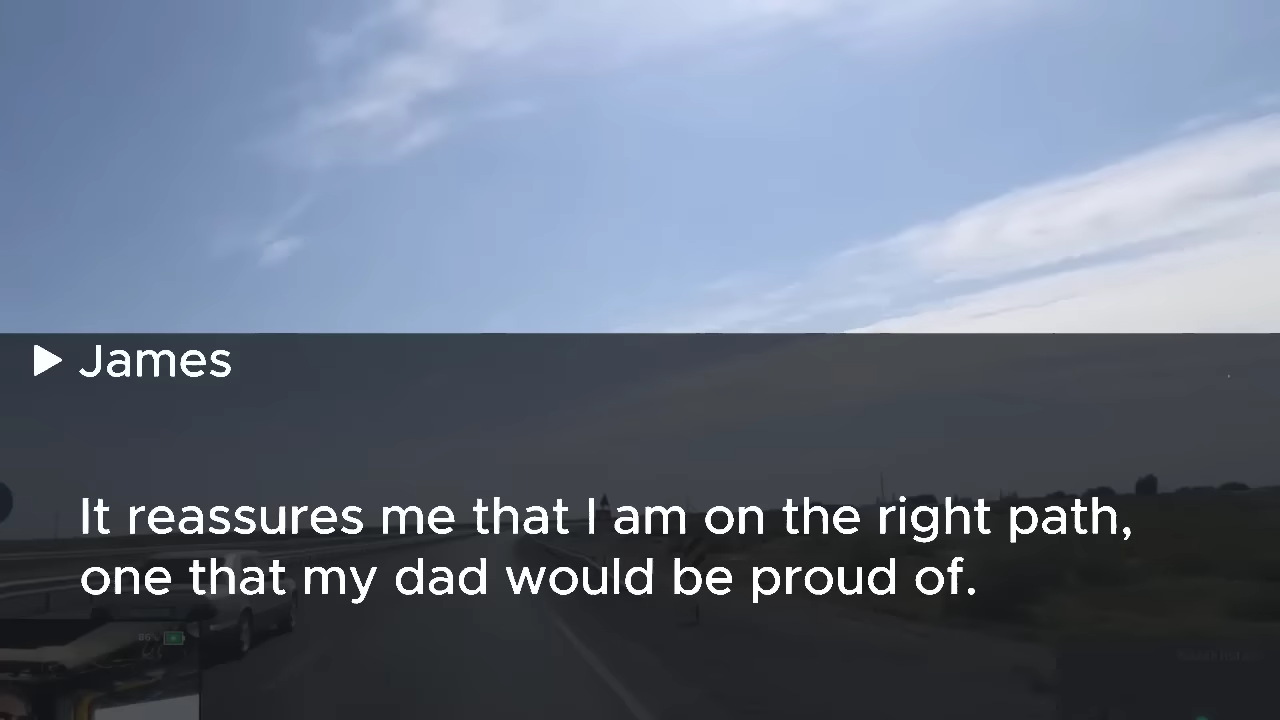 James
It reassures me that I am on the right path,
one that my dad would be proud of.